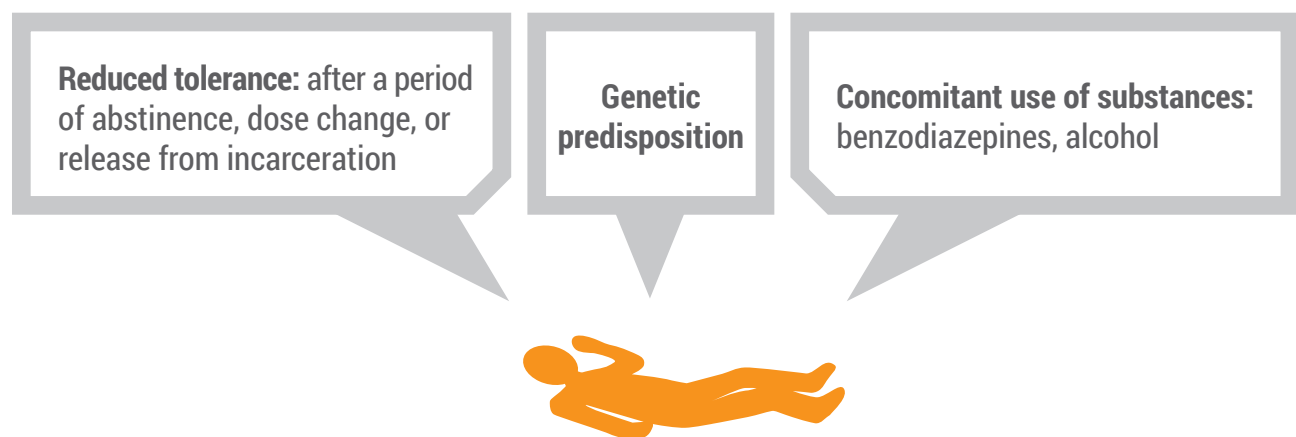 Reduced tolerance: after a period
of abstinence, dose change, or
release from incarceration
Genetic
predisposition
Concomitant use of substances:
benzodiazepines, alcohol